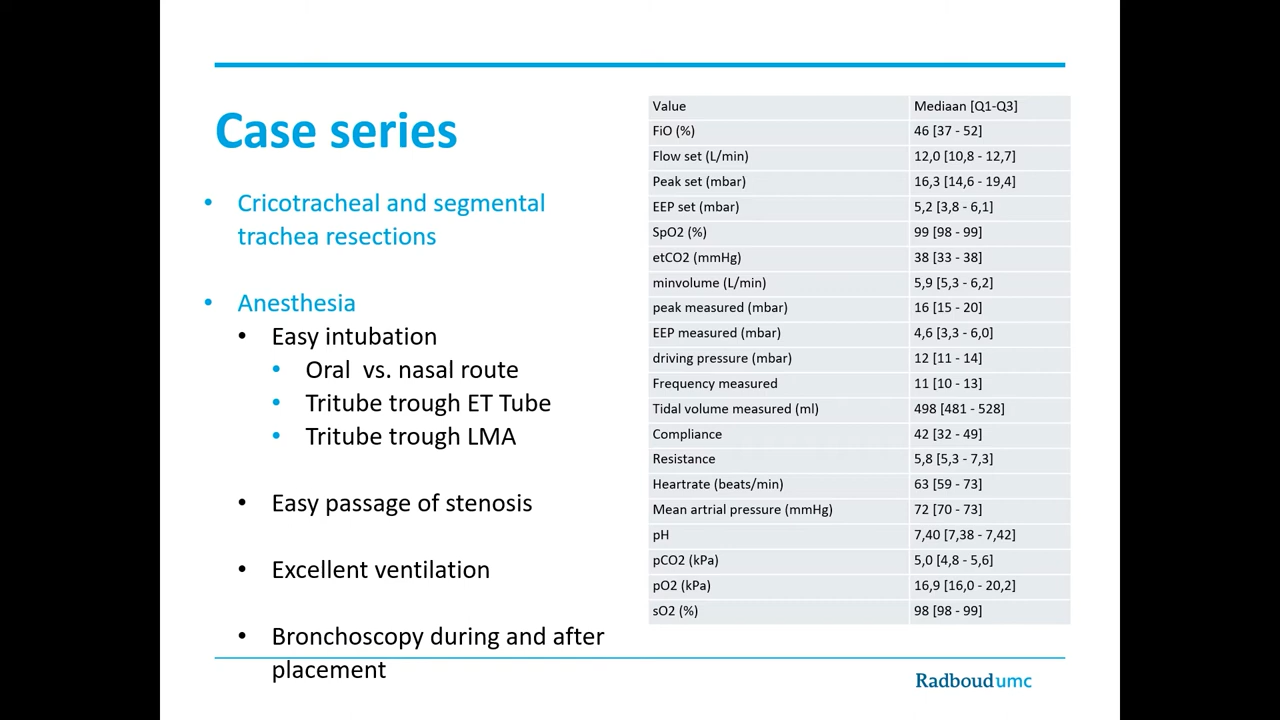 Case series
• Cricotracheal and segmental
trachea resections
• Anesthesia
• Easy intubation
• Oral vs. nasal route
• Tritube trough ET Tube
• Tritube trough LMA
• Easy passage of stenosis
• Excellent ventilation
• Bronchoscopy during and after
placement
Value Mediaan [Q1-Q3]
FiO (%) 46 [37 - 52]
Flow set (L/min) 12,0 [10,8 - 12,7]
Peak set (mbar) 16,3 [14,6 - 19,4]
EEP set (mbar) 5,2 [3,8 - 6,1]
SpO2 (%) 99 [98 - 99]
etCO2 (mmHg) 38 [33 - 38]
minvolume (L/min) 5,9 [5,3 - 6,2]
peak measured (mbar) 16 [15 - 20]
EEP measured (mbar) 4,6 [3,3 - 6,0]
driving pressure (mbar) 12 [11 - 14]
Frequency measured 11 [10 - 13]
Tidal volume measured (ml) 498 [481 - 528]
Compliance 42 [32 - 49]
Resistance 5,8 [5,3 - 7,3]
Heartrate (beats/min) 63 [59 - 73]
Mean artrial pressure (mmHg) 72 [70 - 73]
pH 7,40 [7,38 - 7,42]
pCO2 (kPa) 5,0 [4,8 - 5,6]
pO2 (kPa) 16,9 [16,0 - 20,2]
sO2 (%) 98 [98 - 99]
Radboudumc